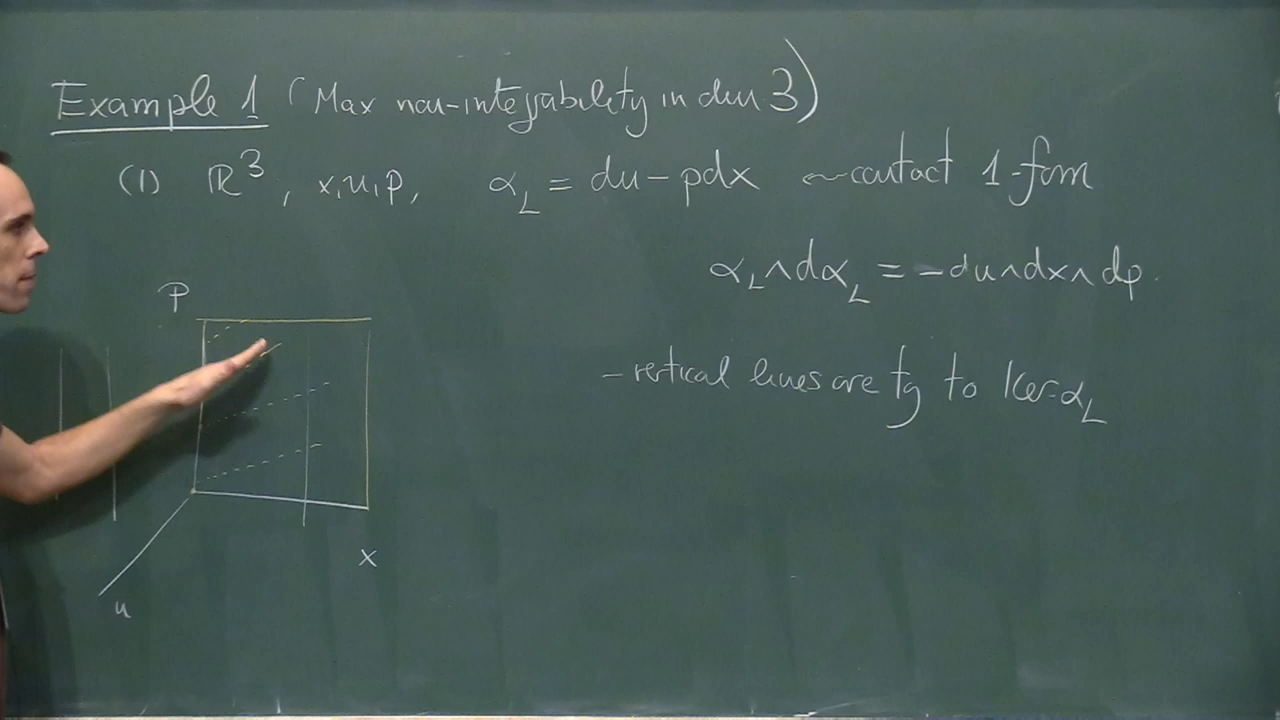 Example 1 (Max non-integrability in dim 3)
(1) ℝ³, x,u,p, α_L = du - pdx ~ contact 1-form
α_L ∧ dα_L = -du∧dx∧dp.
- vertical lines are tg to Ker α_L
P
x
u